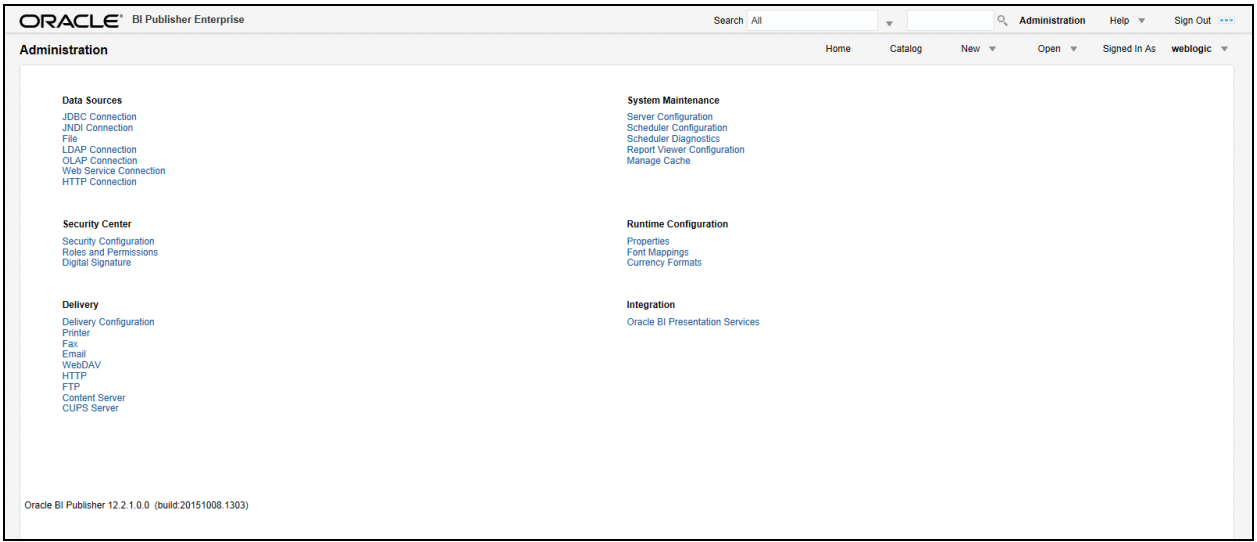 ORACLE BI Publisher Enterprise Search All Administration Help Sign Out
Administration Home Catalog New Open Signed In As weblogic
Data Sources
JDBC Connection
JNDI Connection
File
LDAP Connection
OLAP Connection
Web Service Connection
HTTP Connection
System Maintenance
Server Configuration
Scheduler Configuration
Scheduler Diagnostics
Report Viewer Configuration
Manage Cache
Security Center
Security Configuration
Roles and Permissions
Digital Signature
Runtime Configuration
Properties
Font Mappings
Currency Formats
Delivery
Delivery Configuration
Printer
Fax
Email
WebDAV
HTTP
FTP
Content Server
CUPS Server
Integration
Oracle BI Presentation Services
Oracle BI Publisher 12.2.1.0.0 (build:20151008.1303)